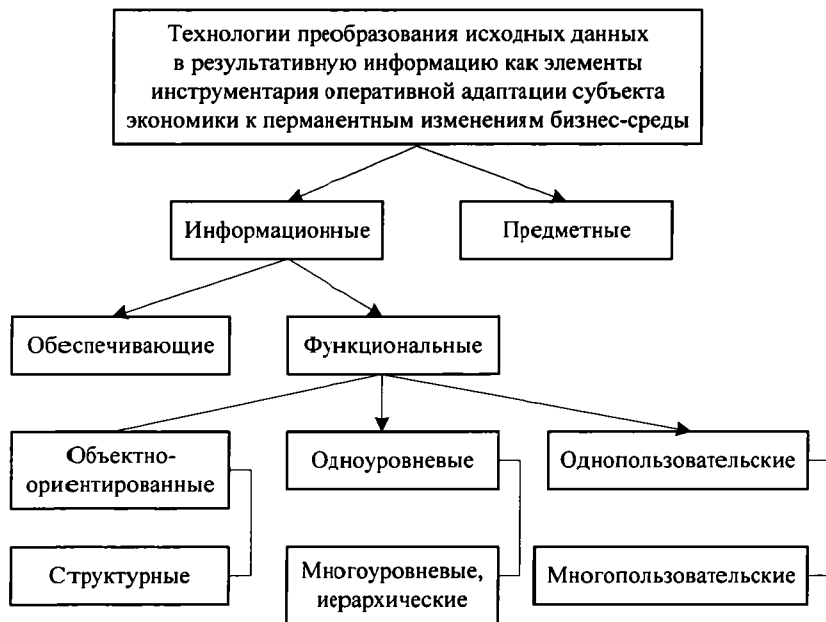 Технологии преобразования исходных данных
в результативную информацию как элементы
инструментария оперативной адаптации субъекта
экономики к перманентным изменениям бизнес-среды
Информационные
Предметные
Обеспечивающие
Функциональные
Объектно-
ориентированные
Одноуровневые
Однопользовательские
Структурные
Многоуровневые,
иерархические
Многопользовательские